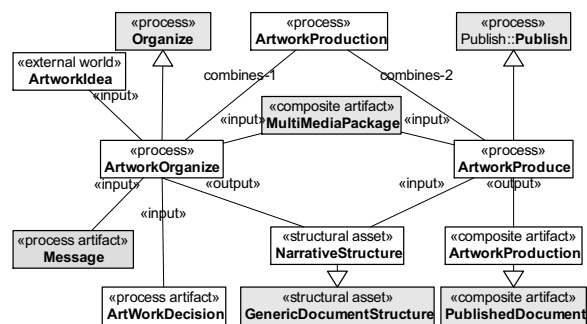 «process»
Organize
«process»
ArtworkProduction
«process»
Publish::Publish
«external world»
ArtworkIdea
combines-1
combines-2
«input»
«input»
«composite artifact»
MultiMediaPackage
«input»
«process»
ArtworkOrganize
«process»
ArtworkProduce
«input»
«output»
«input»
«output»
«input»
«process artifact»
Message
«structural asset»
NarrativeStructure
«composite artifact»
ArtworkProduction
«process artifact»
ArtWorkDecision
«structural asset»
GenericDocumentStructure
«composite artifact»
PublishedDocument